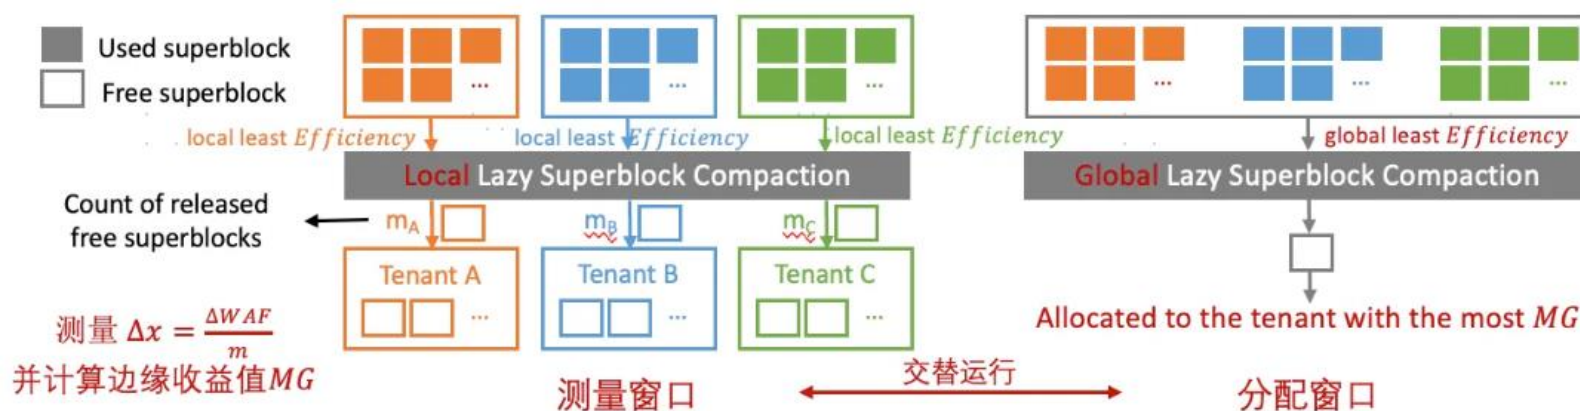 Used superblock
Free superblock
... ... ... ... ... ...
local least Efficiency local least Efficiency local least Efficiency global least Efficiency
Local Lazy Superblock Compaction
Global Lazy Superblock Compaction
Count of released
free superblocks
m_A m_B m_C
Tenant A Tenant B Tenant C
... ... ...
Allocated to the tenant with the most MG
测量 Δx = ΔWAF/m
并计算边缘收益值MG
测量窗口
交替运行
分配窗口